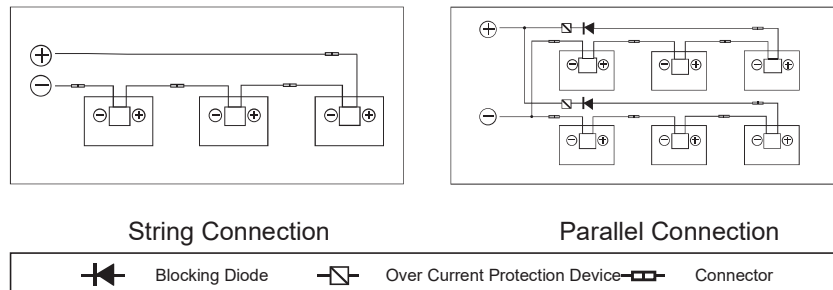 String Connection
Parallel Connection
Blocking Diode
Over Current Protection Device
Connector